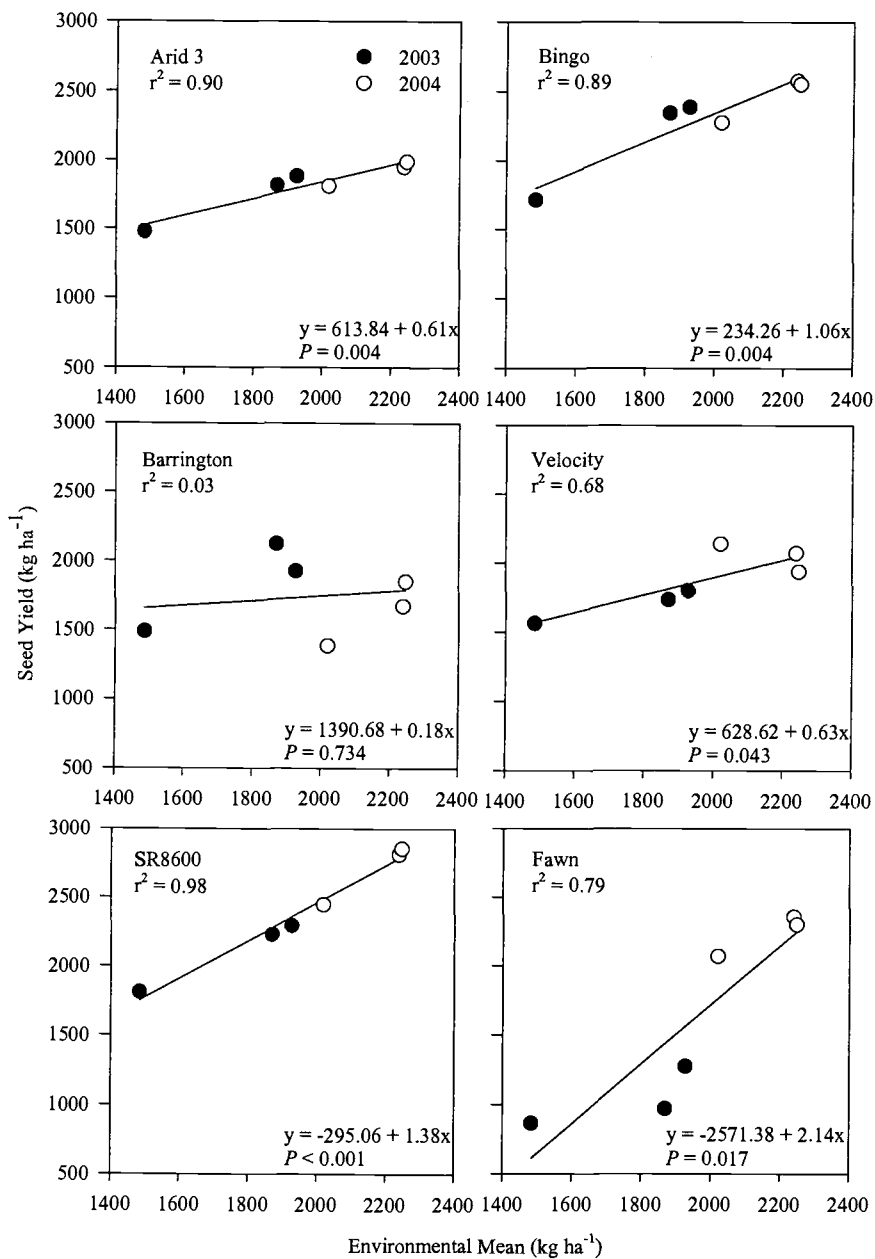 3000
2500
2000
1500
1000
500
Arid 3
r² = 0.90
2003
2004
y = 613.84 + 0.61x
P = 0.004
1400 1600 1800 2000 2200 2400
Bingo
r² = 0.89
y = 234.26 + 1.06x
P = 0.004
1400 1600 1800 2000 2200 2400
Seed Yield (kg ha⁻¹)
3000
2500
2000
1500
1000
500
Barrington
r² = 0.03
y = 1390.68 + 0.18x
P = 0.734
1400 1600 1800 2000 2200 2400
Velocity
r² = 0.68
y = 628.62 + 0.63x
P = 0.043
1400 1600 1800 2000 2200 2400
3000
2500
2000
1500
1000
500
SR8600
r² = 0.98
y = -295.06 + 1.38x
P < 0.001
1400 1600 1800 2000 2200 2400
Fawn
r² = 0.79
y = -2571.38 + 2.14x
P = 0.017
1400 1600 1800 2000 2200 2400
Environmental Mean (kg ha⁻¹)